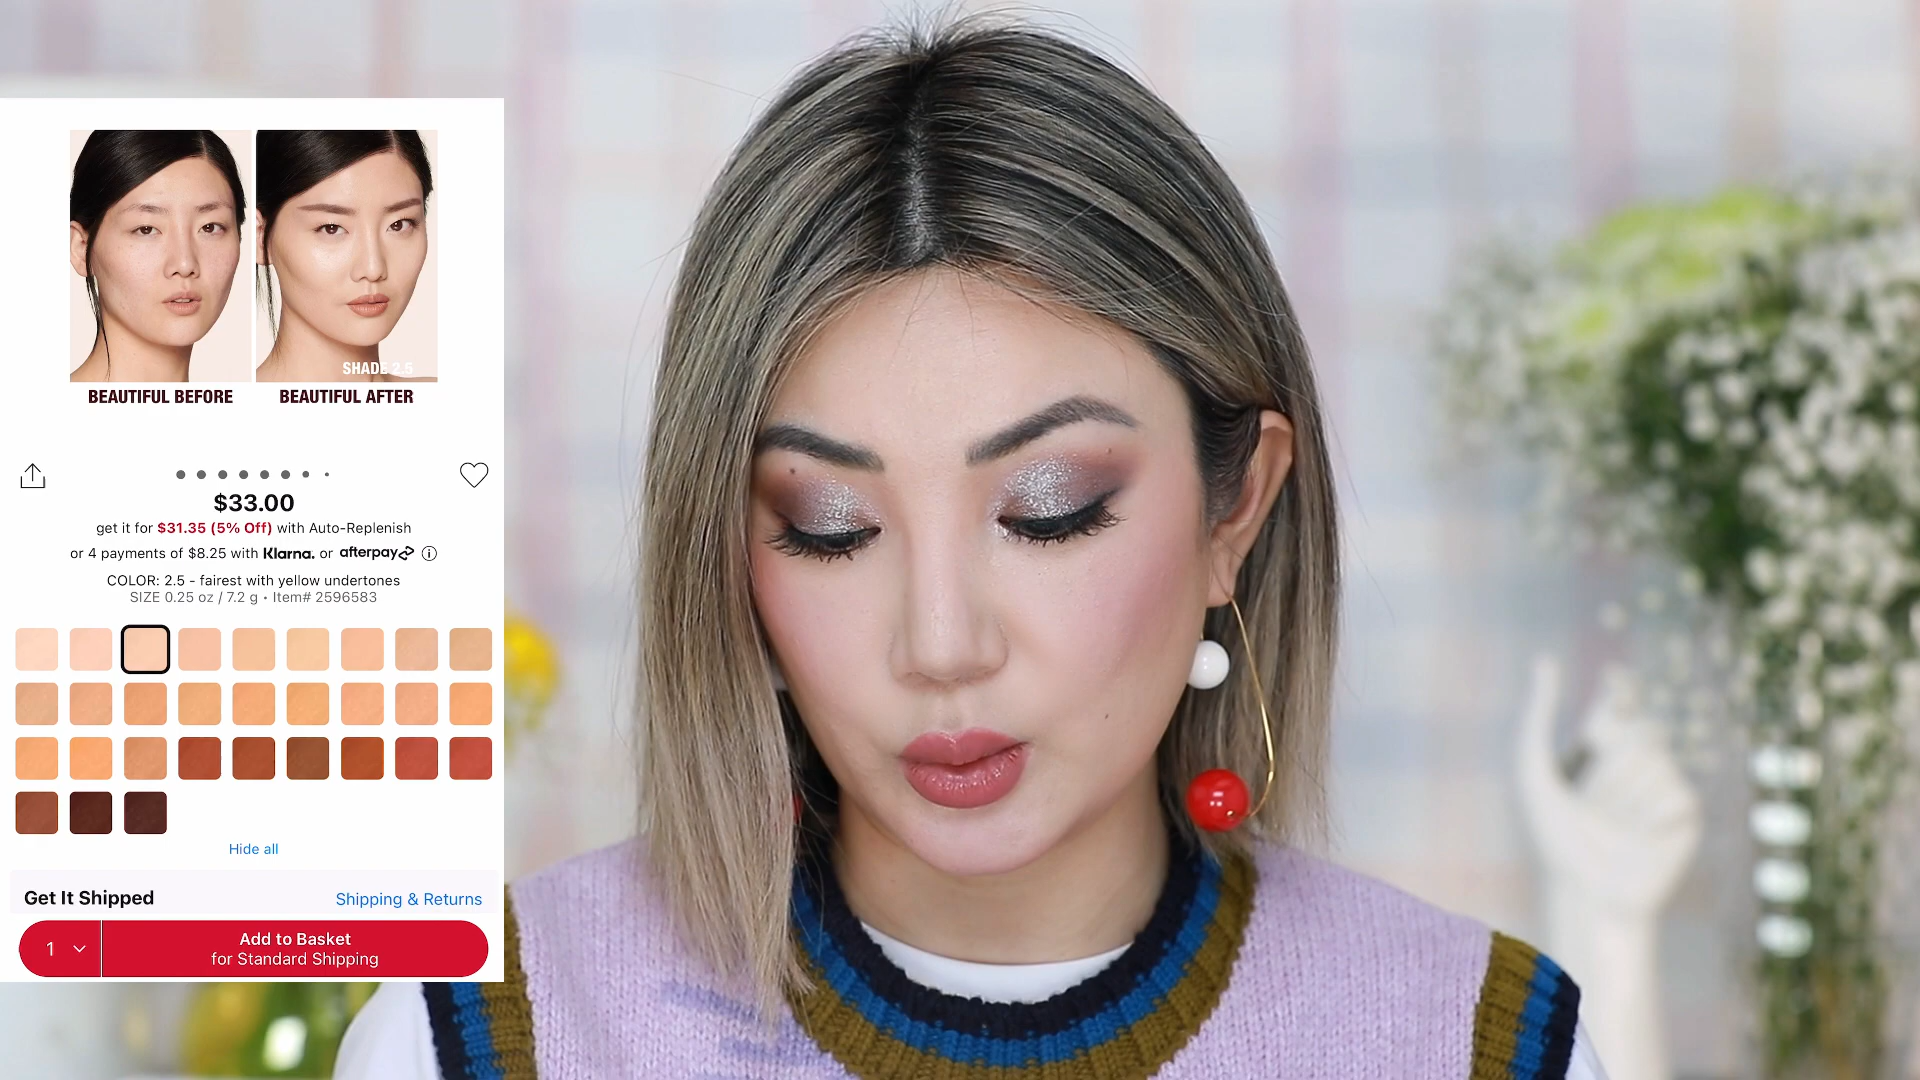 SHADE 2.5
BEAUTIFUL BEFORE
BEAUTIFUL AFTER
$33.00
get it for $31.35 (5% Off) with Auto-Replenish
or 4 payments of $8.25 with Klarna. or afterpay
COLOR: 2.5 - fairest with yellow undertones
SIZE 0.25 oz / 7.2 g • Item# 2596583
Hide all
Get It Shipped
Shipping & Returns
1
Add to Basket
for Standard Shipping